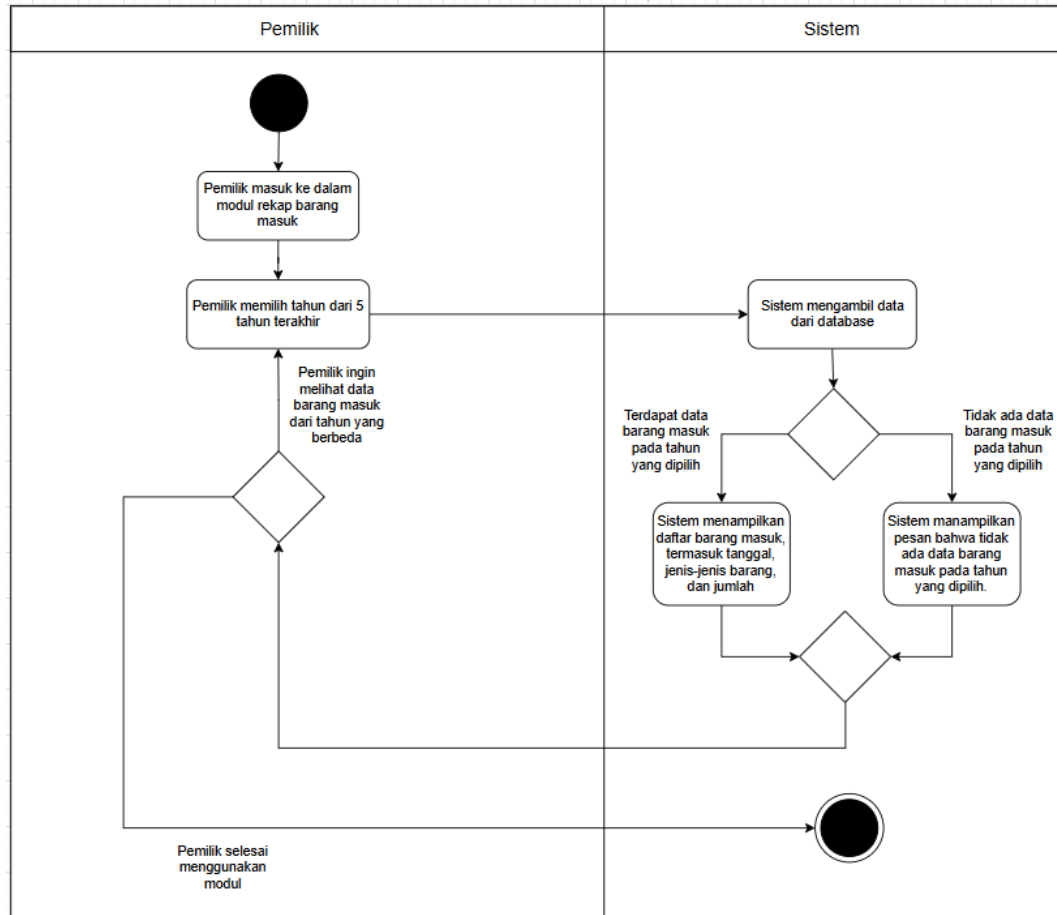 Pemilik
Sistem
Pemilik masuk ke dalam
modul rekap barang
masuk
Pemilik memilih tahun dari 5
tahun terakhir
Sistem mengambil data
dari database
Pemilik ingin
melihat data
barang masuk
dari tahun yang
berbeda
Terdapat data
barang masuk
pada tahun
yang dipilih
Tidak ada data
barang masuk
pada tahun
yang dipilih
Sistem menampilkan
daftar barang masuk,
termasuk tanggal,
jenis-jenis barang,
dan jumlah
Sistem manampilkan
pesan bahwa tidak
ada data barang
masuk pada tahun
yang dipilih.
Pemilik selesai
menggunakan
modul